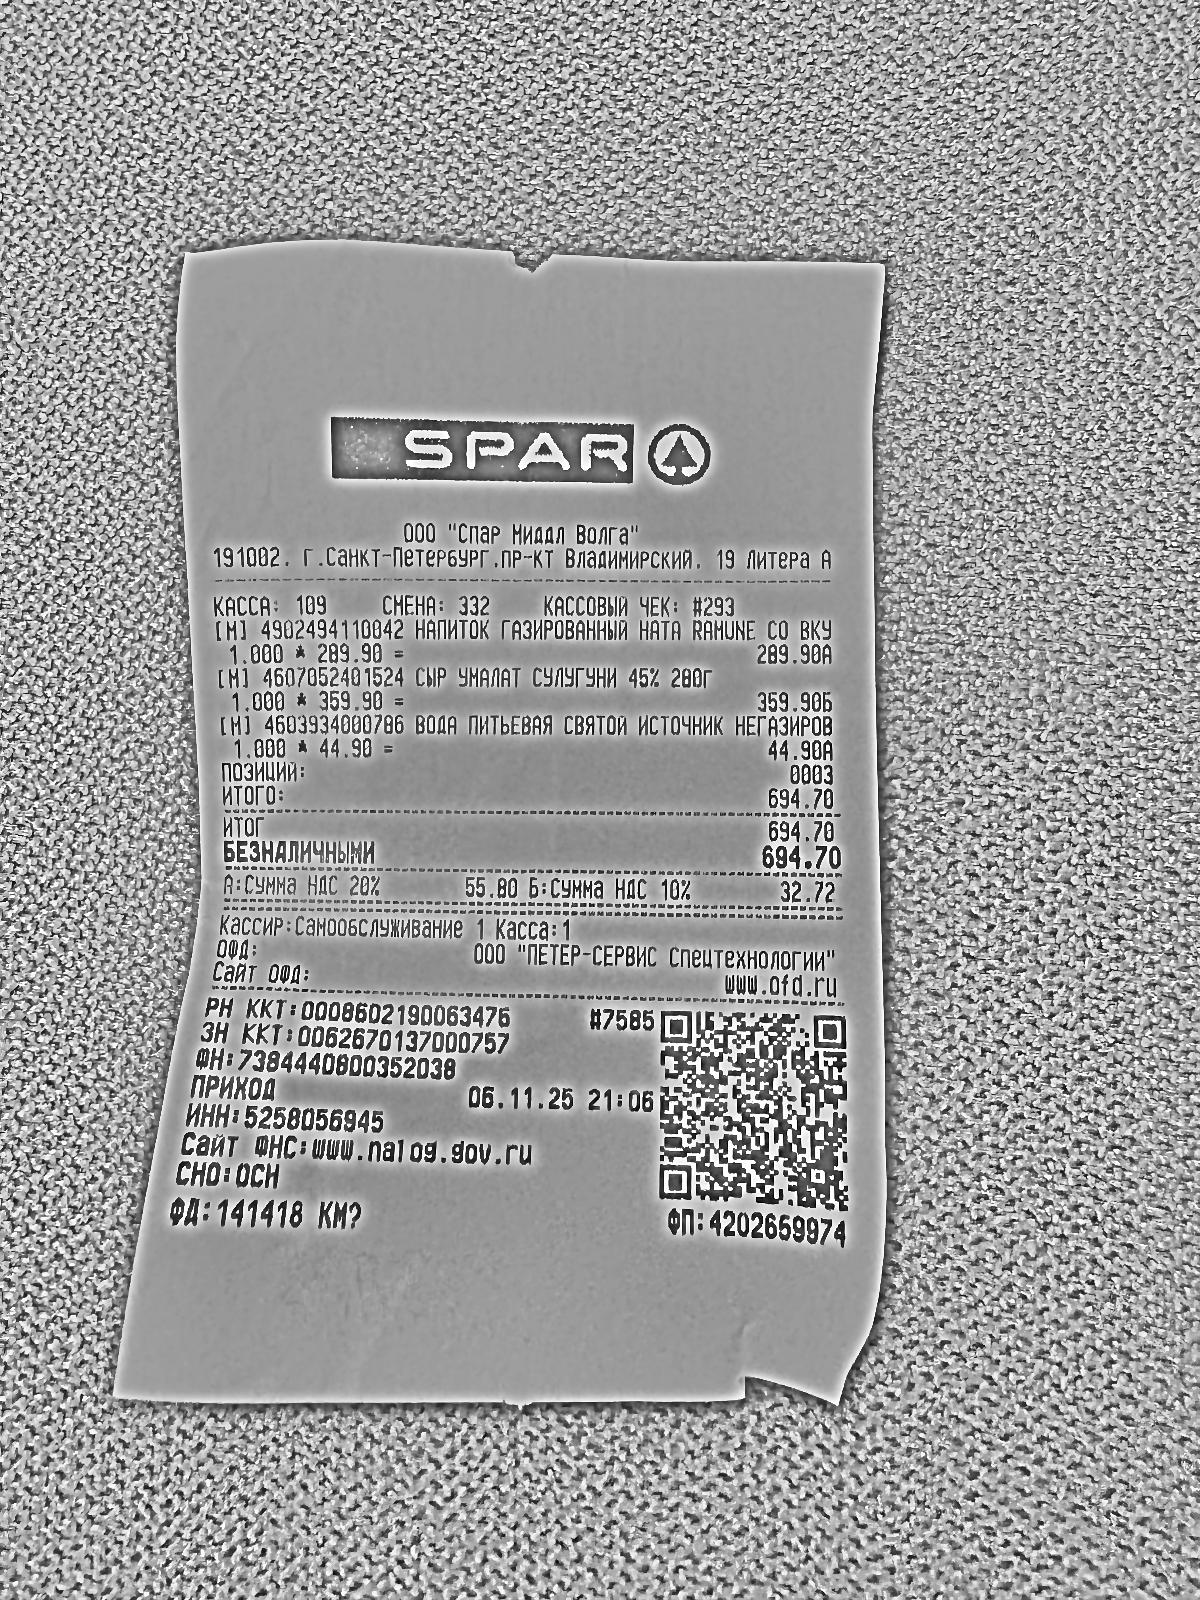 SPAR
ООО "Спар Миддл Волга"
191002, г.Санкт-Петербург,пр-кт Владимирский, 19 Литера А
КАССА: 109 СМЕНА: 332 КАССОВЫЙ ЧЕК: #293
[М] 4902494110042 НАПИТОК ГАЗИРОВАННЫЙ HATA RAMUNE СО ВКУ
1.000 * 289.90 = 289.90А
[М] 4607052401524 СЫР УМАЛАТ СУЛУГУНИ 45% 280Г
1.000 * 359.90 = 359.90Б
[М] 4603934000786 ВОДА ПИТЬЕВАЯ СВЯТОЙ ИСТОЧНИК НЕГАЗИРОВ
1.000 * 44.90 = 44.90А
ПОЗИЦИЙ: 0003
ИТОГО: 694.70
ИТОГ 694.70
БЕЗНАЛИЧНЫМИ 694.70
А:Сумма НДС 20% 55.80 Б:Сумма НДС 10% 32.72
Кассир:Самообслуживание 1 Касса:1
ОФД: ООО "ПЕТЕР-СЕРВИС Спецтехнологии"
Сайт ОФД: www.ofd.ru
РН ККТ:0008602190063476 #7585
ЗН ККТ:0062670137000757
ФН:7384440800352038
ПРИХОД 06.11.25 21:06
ИНН:5258056945
Сайт ФНС:www.nalog.gov.ru
СНО:ОСН
ФД:141418 КМ? ФП:4202659974